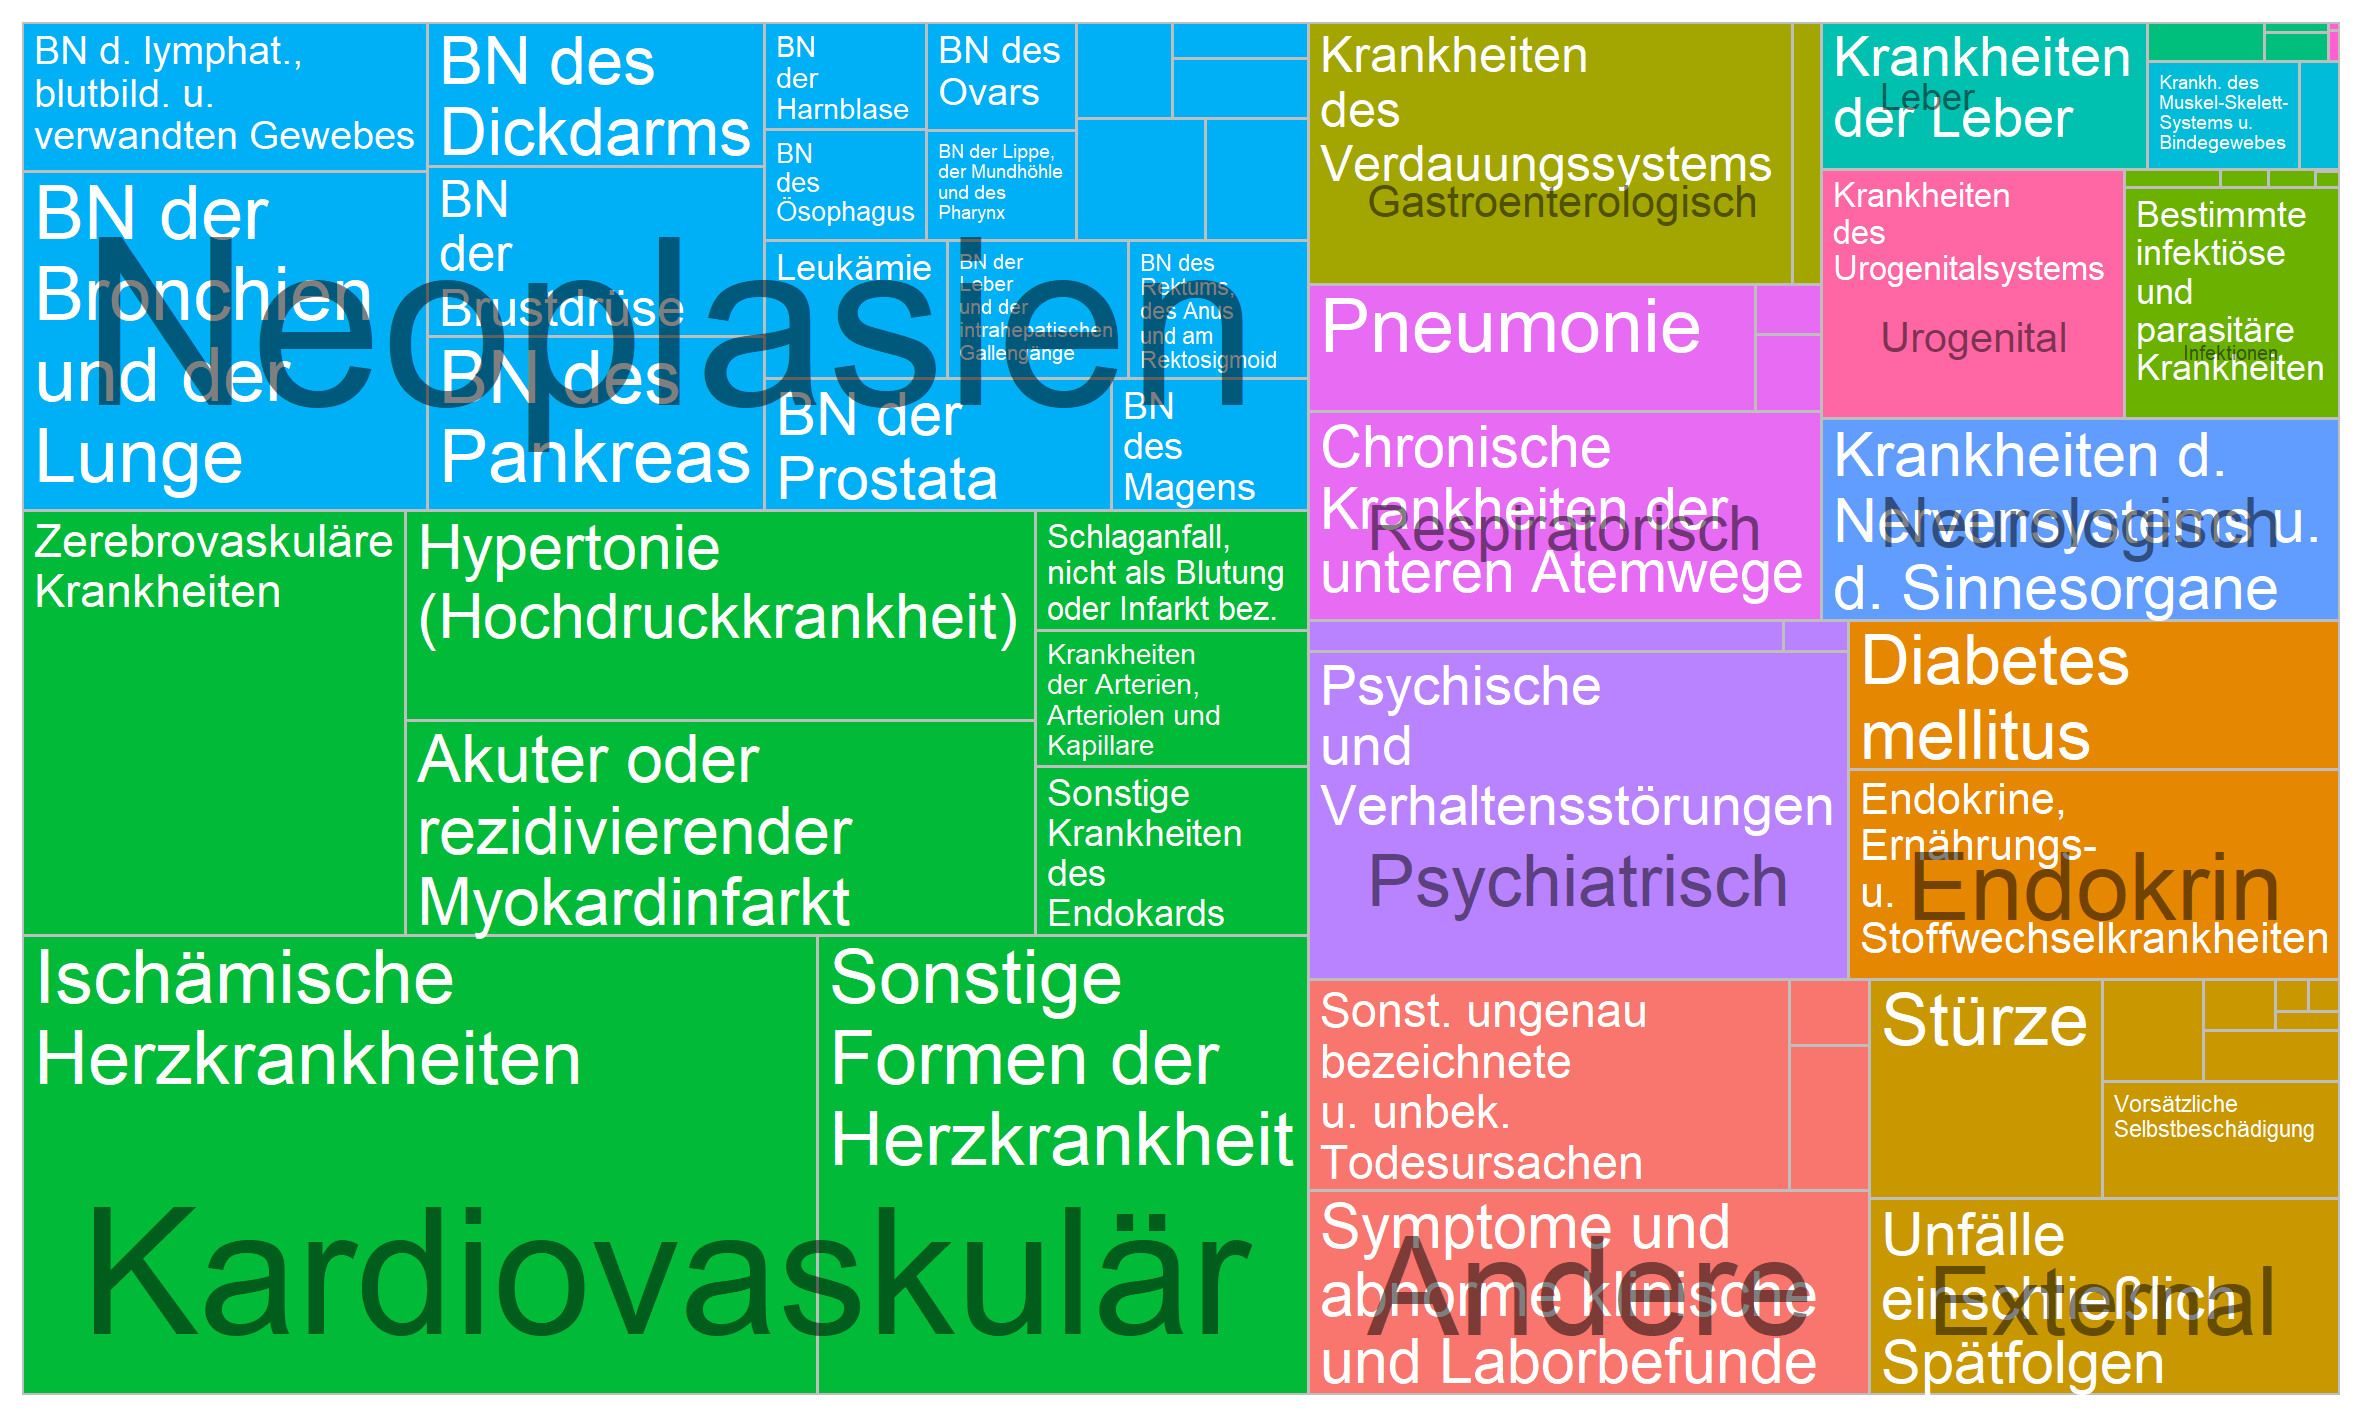 BN d. lymphat.,
blutbild. u.
verwandten Gewebes
BN der
Bronchien
und der
Lunge
BN des
Dickdarms
BN
der
Brustdrüse
BN des
Pankreas
BN
der
Harnblase
BN
des
Ösophagus
BN des
Ovars
BN der Lippe,
der Mundhöhle
und des
Pharynx
Leukämie
BN der
Leber
und der
intrahepatischen
Gallengänge
BN des
Rektums,
des Anus
und am
Rektosigmoid
BN der
Prostata
BN
des
Magens
Neoplasien
Zerebrovaskuläre
Krankheiten
Hypertonie
(Hochdruckkrankheit)
Akuter oder
rezidivierender
Myokardinfarkt
Schlaganfall,
nicht als Blutung
oder Infarkt bez.
Krankheiten
der Arterien,
Arteriolen und
Kapillare
Sonstige
Krankheiten
des
Endokards
Ischämische
Herzkrankheiten
Sonstige
Formen der
Herzkrankheit
Kardiovaskulär
Krankheiten
des
Verdauungssystems
Gastroenterologisch
Pneumonie
Chronische
Krankheiten der
unteren Atemwege
Respiratorisch
Krankheiten
der Leber
Leber
Krankh. des
Muskel-Skelett-
Systems u.
Bindegewebes
Krankheiten
des
Urogenitalsystems
Urogenital
Bestimmte
infektiöse
und
parasitäre
Krankheiten
Infektionen
Krankheiten d.
Nervensystems u.
d. Sinnesorgane
Neurologisch
Psychische
und
Verhaltensstörungen
Psychiatrisch
Diabetes
mellitus
Endokrine,
Ernährungs-
u.
Stoffwechselkrankheiten
Endokrin
Sonst. ungenau
bezeichnete
u. unbek.
Todesursachen
Symptome und
abnorme klinische
und Laborbefunde
Andere
Stürze
Vorsätzliche
Selbstbeschädigung
Unfälle
einschließlich
Spätfolgen
External